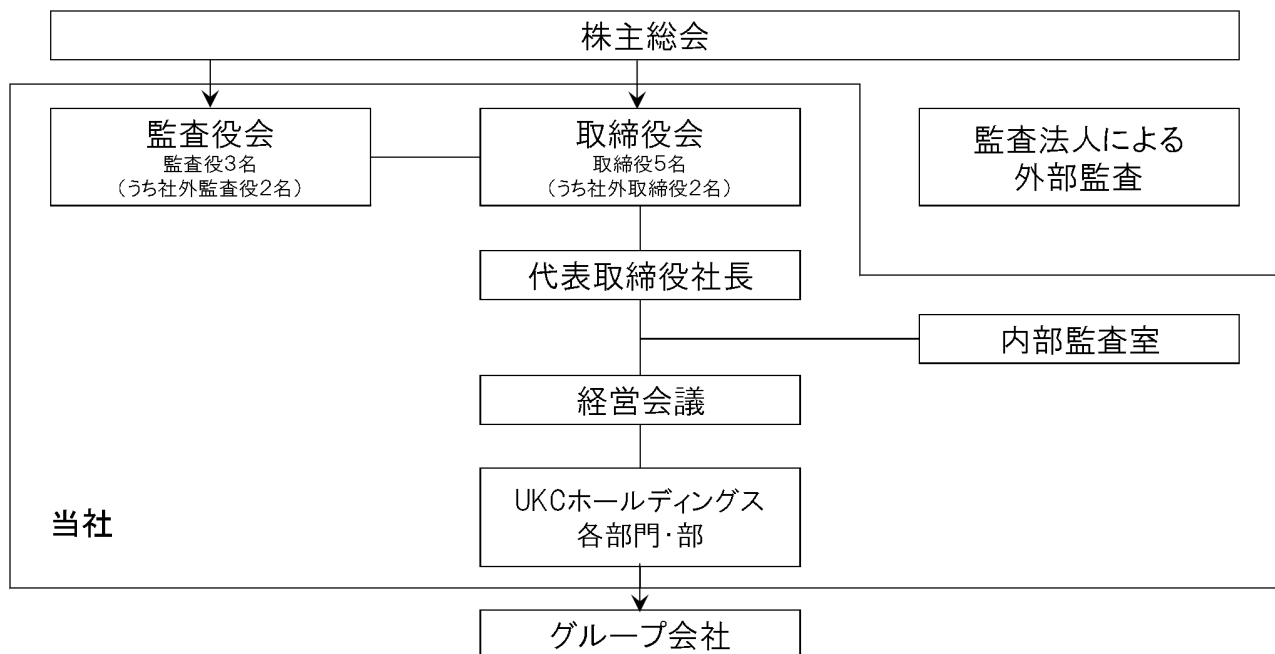 株主総会
監査役会
監査役3名
（うち社外監査役2名）
取締役会
取締役5名
（うち社外取締役2名）
監査法人による
外部監査
代表取締役社長
内部監査室
経営会議
UKCホールディングス
各部門・部
当社
グループ会社